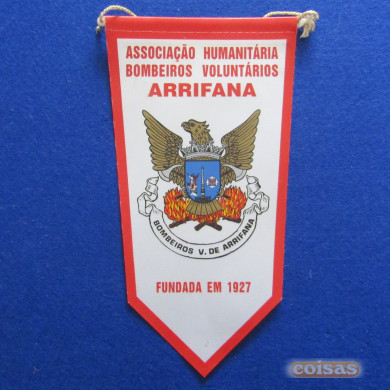 ASSOCIAÇÃO HUMANITÁRIA
BOMBEIROS VOLUNTÁRIOS
ARRIFANA
BOMBEIROS V. DE ARRIFANA
FUNDADA EM 1927
coisas